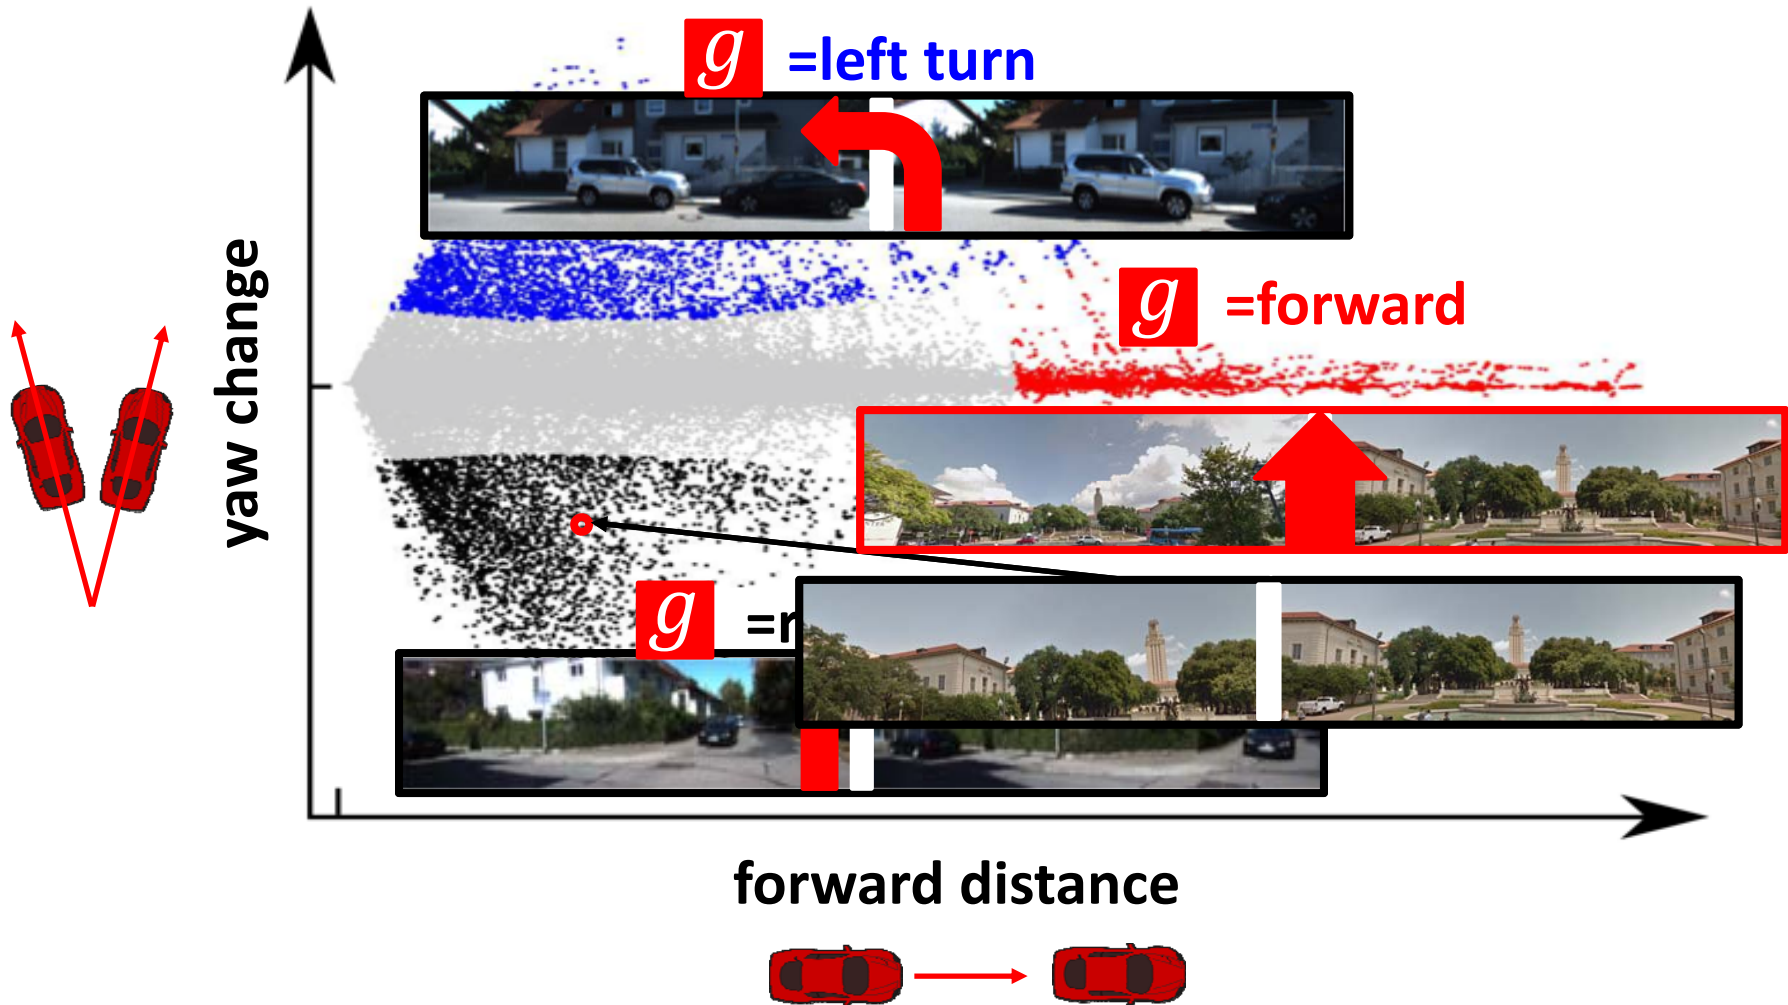 g =left turn
g =forward
yaw change
g =r
forward distance